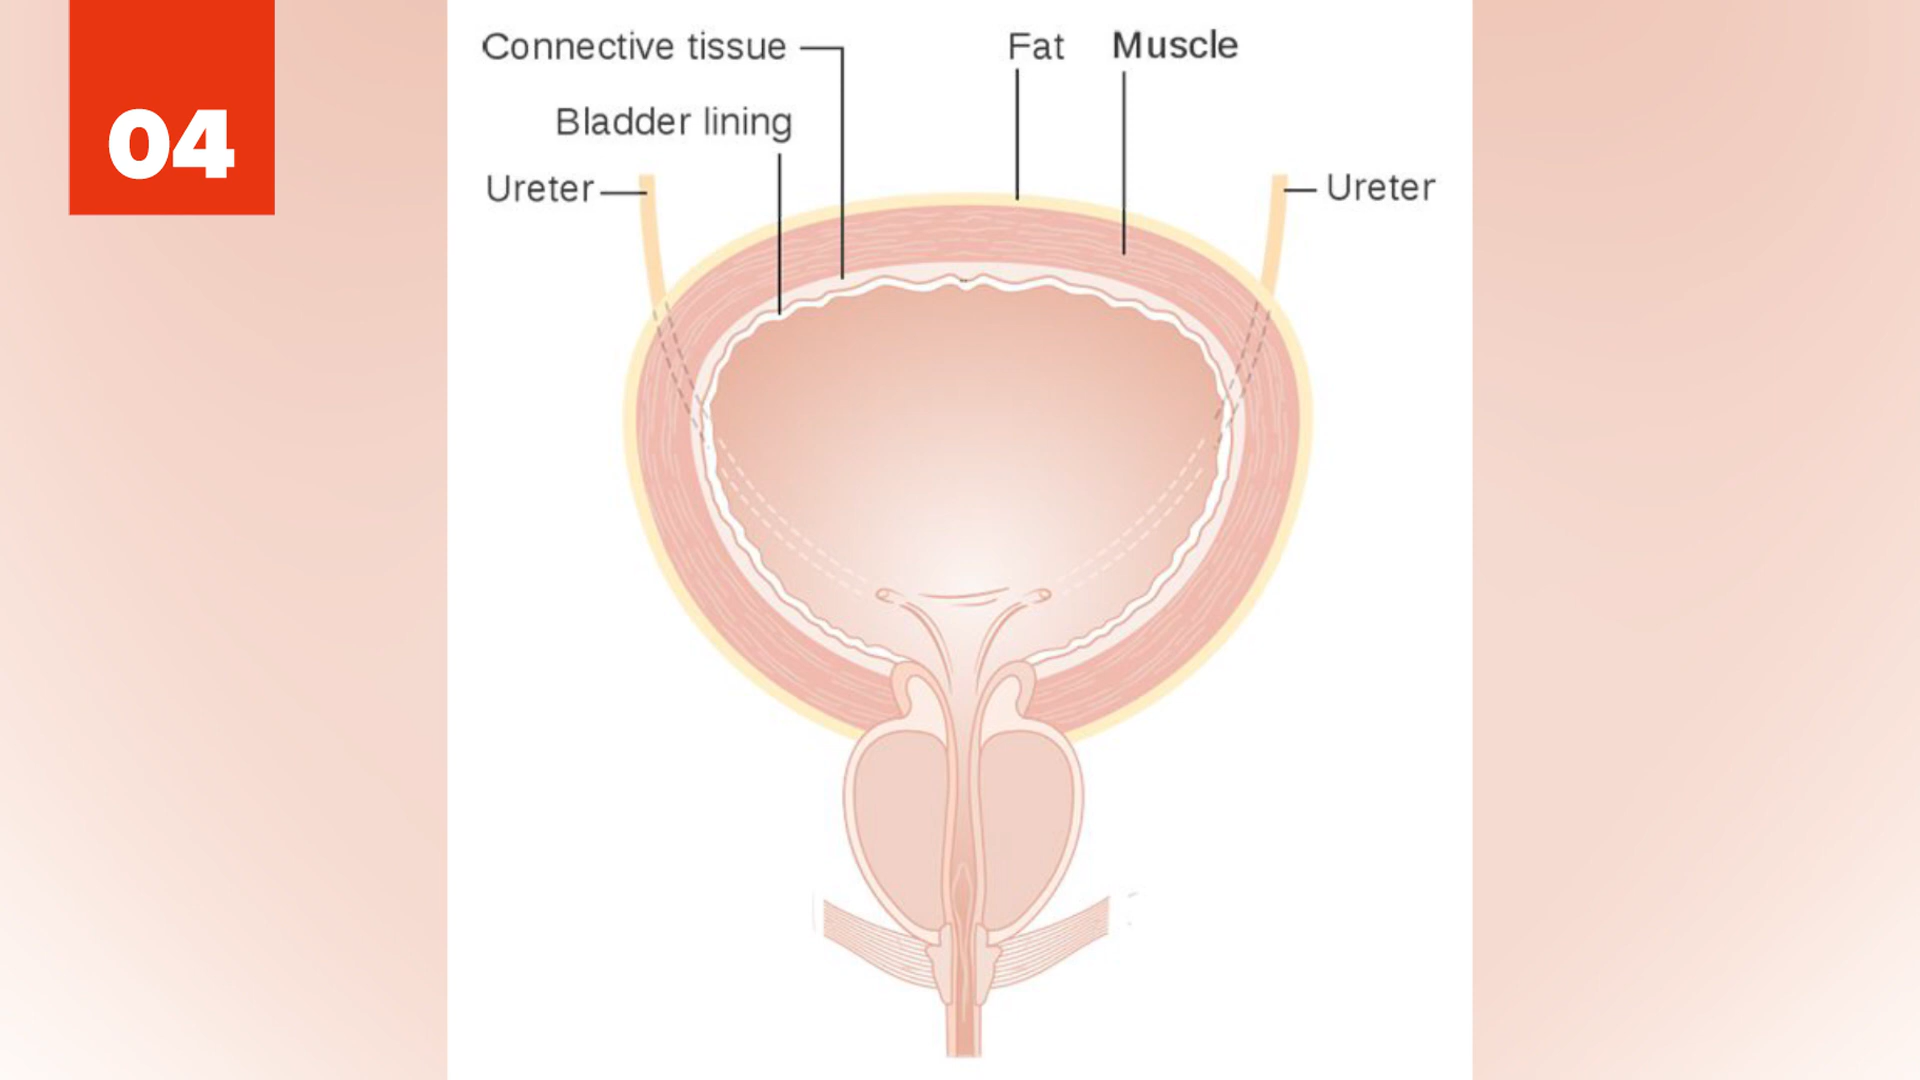 04
Connective tissue
Fat
Muscle
Bladder lining
Ureter
Ureter